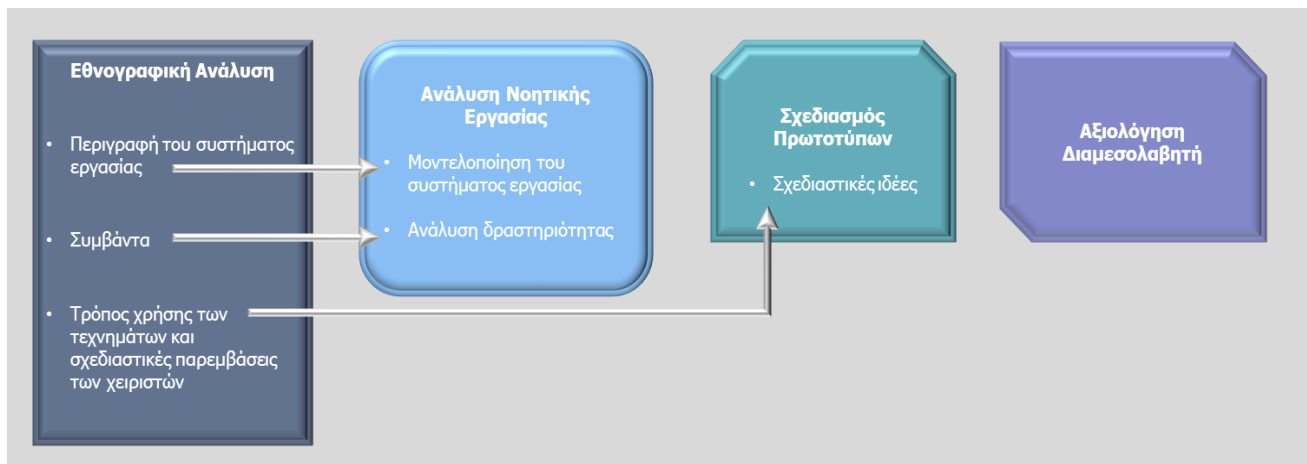 Εθνογραφική Ανάλυση
• Περιγραφή του συστήματος
εργασίας
• Συμβάντα
• Τρόπος χρήσης των
τεχνημάτων και
σχεδιαστικές παρεμβάσεις
των χειριστών
Ανάλυση Νοητικής
Εργασίας
• Μοντελοποίηση του
συστήματος εργασίας
• Ανάλυση δραστηριότητας
Σχεδιασμός
Πρωτοτύπων
• Σχεδιαστικές ιδέες
Αξιολόγηση
Διαμεσολαβητή